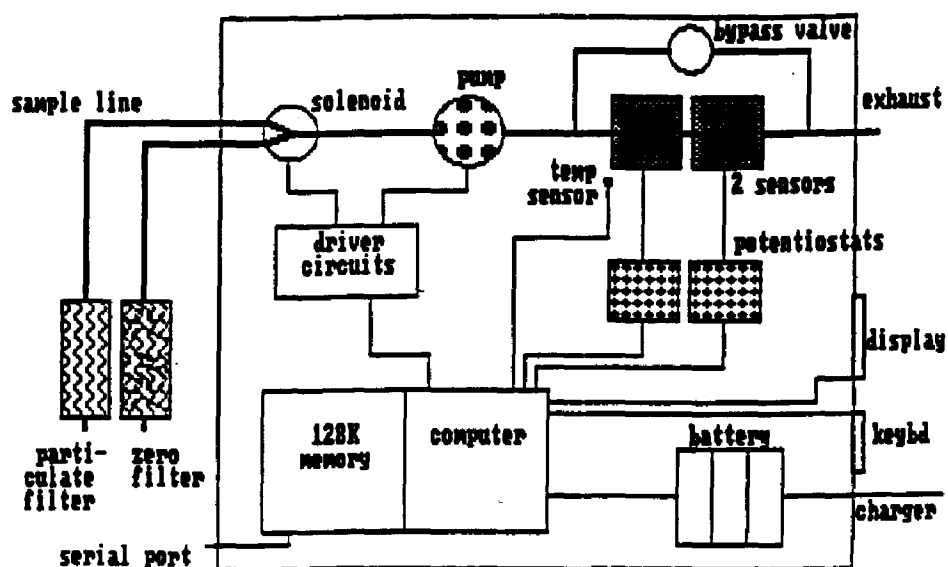 bypass valve
pump
sample line
solenoid
exhaust
temp
sensor
2 sensors
driver
circuits
potentiostats
display
128K
memory
computer
battery
keybd
parti-
culate
filter
zero
filter
charger
serial port